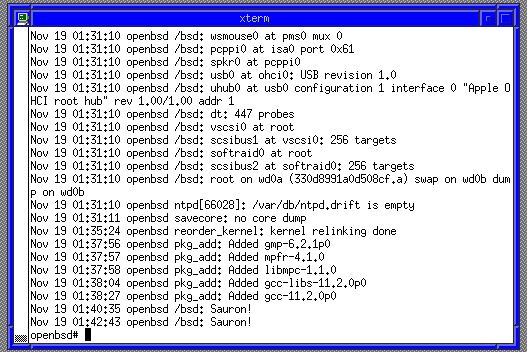 xterm
Nov 19 01:31:10 openbsd /bsd: wsmouse0 at pms0 mux 0
Nov 19 01:31:10 openbsd /bsd: pcppi0 at isa0 port 0x61
Nov 19 01:31:10 openbsd /bsd: spkr0 at pcppi0
Nov 19 01:31:10 openbsd /bsd: usb0 at ohci0: USB revision 1.0
Nov 19 01:31:10 openbsd /bsd: uhub0 at usb0 configuration 1 interface 0 "Apple O
HCI root hub" rev 1.00/1.00 addr 1
Nov 19 01:31:10 openbsd /bsd: dt: 447 probes
Nov 19 01:31:10 openbsd /bsd: vscsi0 at root
Nov 19 01:31:10 openbsd /bsd: scsibus1 at vscsi0: 256 targets
Nov 19 01:31:10 openbsd /bsd: softraid0 at root
Nov 19 01:31:10 openbsd /bsd: scsibus2 at softraid0: 256 targets
Nov 19 01:31:10 openbsd /bsd: root on wd0a (330d8991a0d508cf.a) swap on wd0b dum
p on wd0b
Nov 19 01:31:10 openbsd ntpd[66028]: /var/db/ntpd.drift is empty
Nov 19 01:31:11 openbsd savecore: no core dump
Nov 19 01:35:24 openbsd reorder_kernel: kernel relinking done
Nov 19 01:37:56 openbsd pkg_add: Added gmp-6.2.1p0
Nov 19 01:37:57 openbsd pkg_add: Added mpfr-4.1.0
Nov 19 01:37:58 openbsd pkg_add: Added libmpc-1.1.0
Nov 19 01:38:04 openbsd pkg_add: Added gcc-libs-11.2.0p0
Nov 19 01:38:27 openbsd pkg_add: Added gcc-11.2.0p0
Nov 19 01:40:35 openbsd /bsd: Sauron!
Nov 19 01:42:43 openbsd /bsd: Sauron!
openbsd#